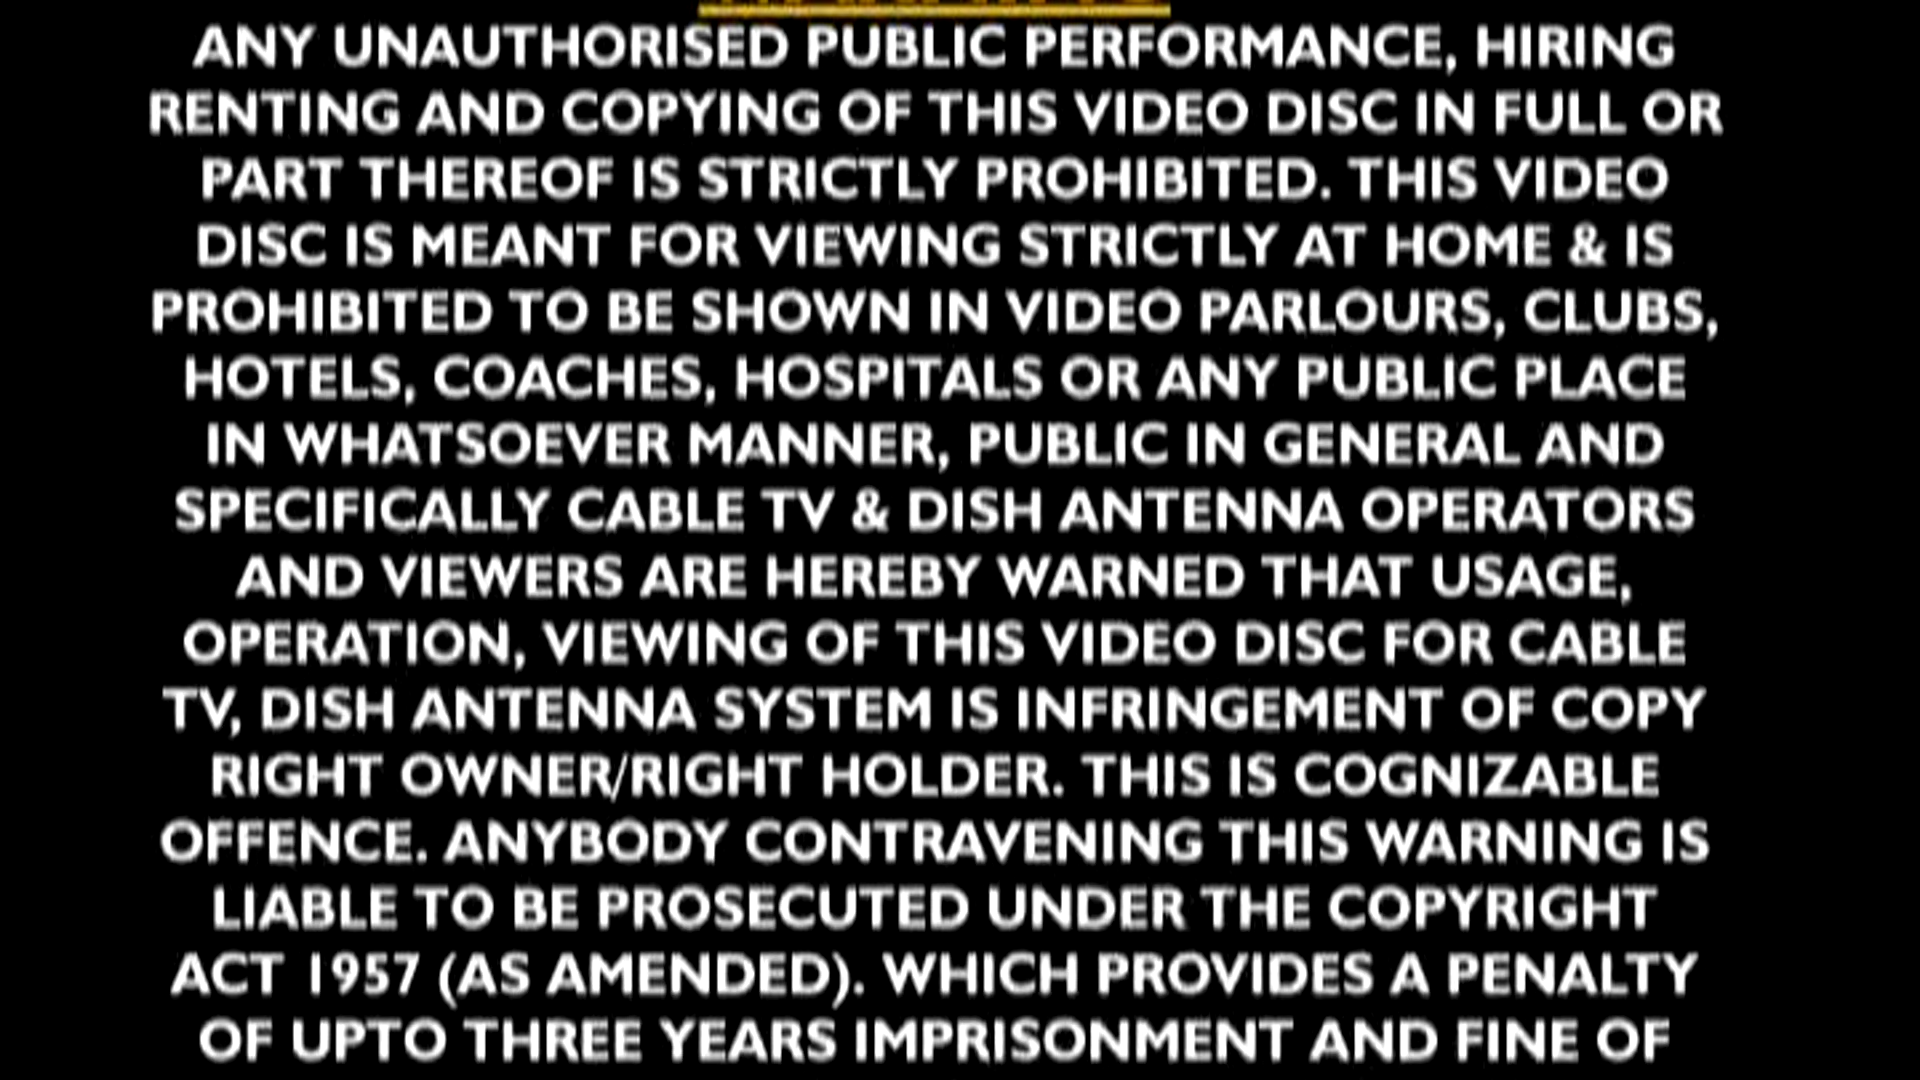 ANY UNAUTHORISED PUBLIC PERFORMANCE, HIRING
RENTING AND COPYING OF THIS VIDEO DISC IN FULL OR
PART THEREOF IS STRICTLY PROHIBITED. THIS VIDEO
DISC IS MEANT FOR VIEWING STRICTLY AT HOME & IS
PROHIBITED TO BE SHOWN IN VIDEO PARLOURS, CLUBS,
HOTELS, COACHES, HOSPITALS OR ANY PUBLIC PLACE
IN WHATSOEVER MANNER, PUBLIC IN GENERAL AND
SPECIFICALLY CABLE TV & DISH ANTENNA OPERATORS
AND VIEWERS ARE HEREBY WARNED THAT USAGE,
OPERATION, VIEWING OF THIS VIDEO DISC FOR CABLE
TV, DISH ANTENNA SYSTEM IS INFRINGEMENT OF COPY
RIGHT OWNER/RIGHT HOLDER. THIS IS COGNIZABLE
OFFENCE. ANYBODY CONTRAVENING THIS WARNING IS
LIABLE TO BE PROSECUTED UNDER THE COPYRIGHT
ACT 1957 (AS AMENDED). WHICH PROVIDES A PENALTY
OF UPTO THREE YEARS IMPRISONMENT AND FINE OF